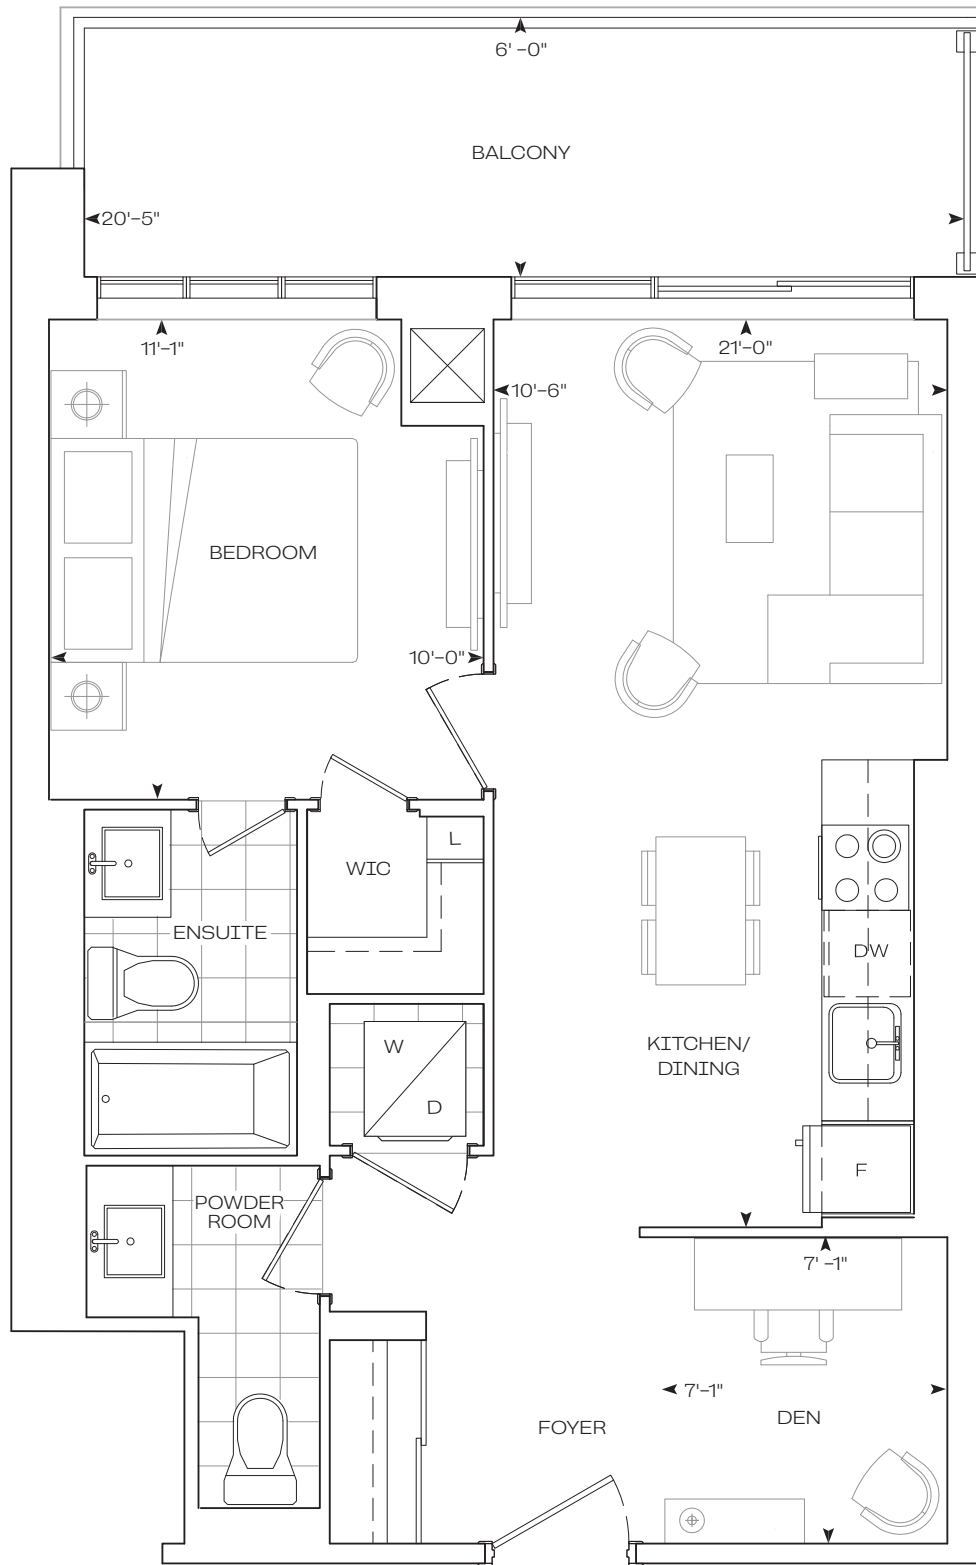 6'-0"
BALCONY
20'-5"
11'-1"
21'-0"
10'-6"
BEDROOM
10'-0"
L
WIC
ENSUITE
DW
W
D
KITCHEN/
DINING
F
POWDER
ROOM
7'-1"
7'-1"
DEN
FOYER